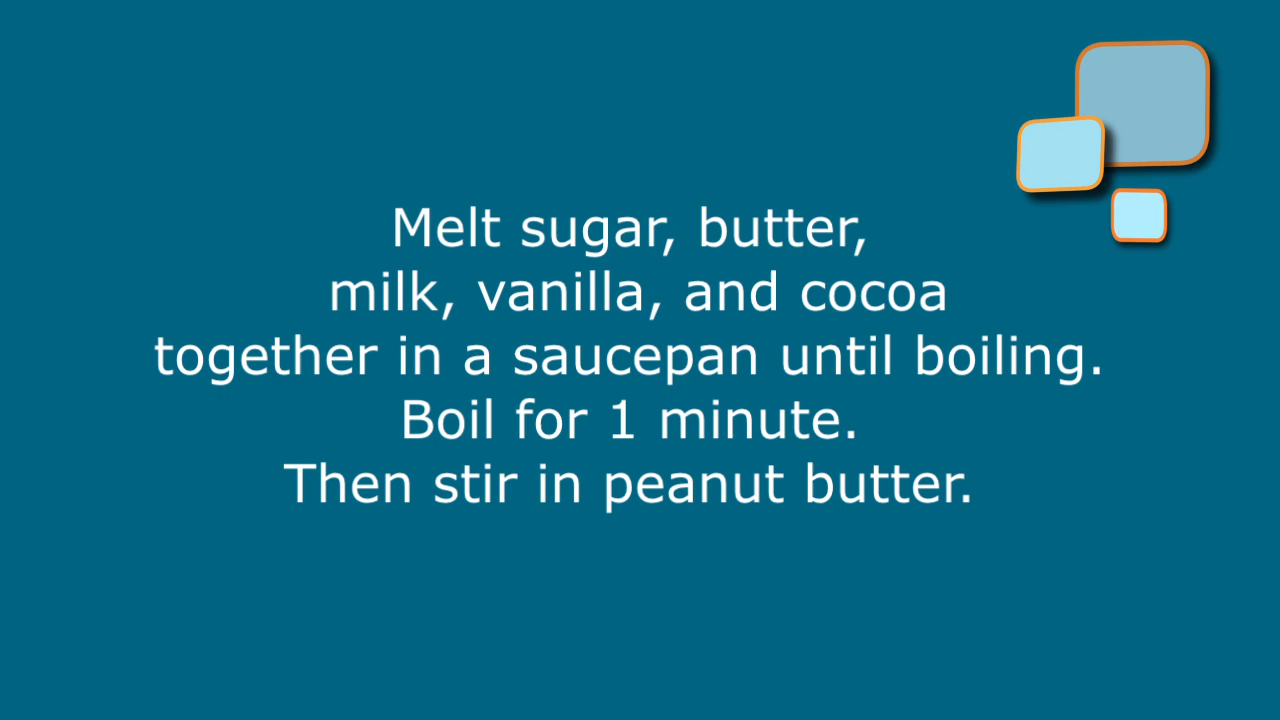 Melt sugar, butter,
milk, vanilla, and cocoa
together in a saucepan until boiling.
Boil for 1 minute.
Then stir in peanut butter.